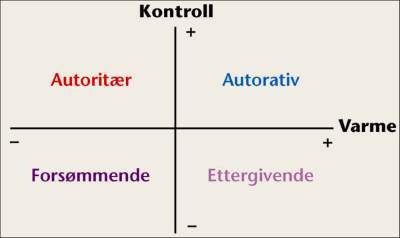 Kontroll
+
Autoritær
Autorativ
Varme
–
+
Forsømmende
Ettergivende
–